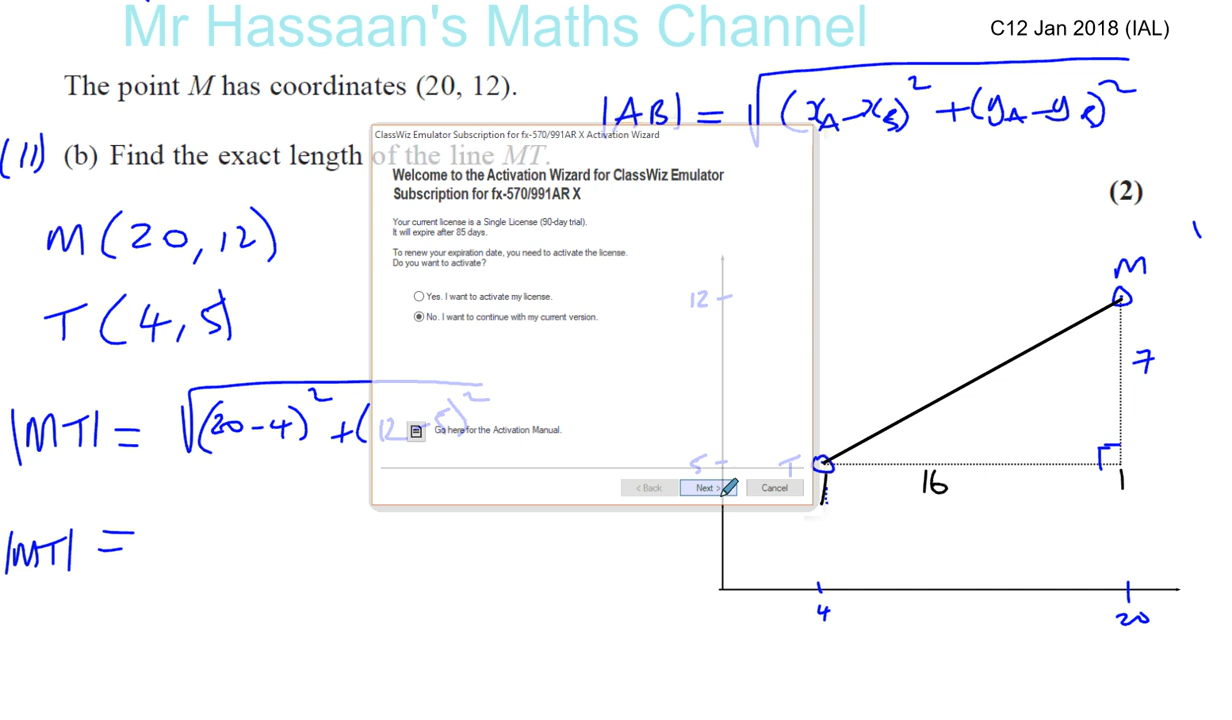 Mr Hassaan's Maths Channel
C12 Jan 2018 (IAL)
The point M has coordinates (20, 12).
|AB| = √(x_A - x_B)² + (y_A - y_B)²
(11) (b) Find the exact length of the line MT.
(2)
M(20, 12)
T(4, 5)
|MT| = √(20-4)² + (12-5)²
|MT| =
ClassWiz Emulator Subscription for fx-570/991AR X Activation Wizard
Welcome to the Activation Wizard for ClassWiz Emulator
Subscription for fx-570/991AR X
Your current license is a Single License (90-day trial).
It will expire after 85 days.
To renew your expiration date, you need to activate the license.
Do you want to activate?
Yes. I want to activate my license.
No. I want to continue with my current version.
Go here for the Activation Manual.
< Back Next > Cancel
M
12
7
5 T
16
4 20